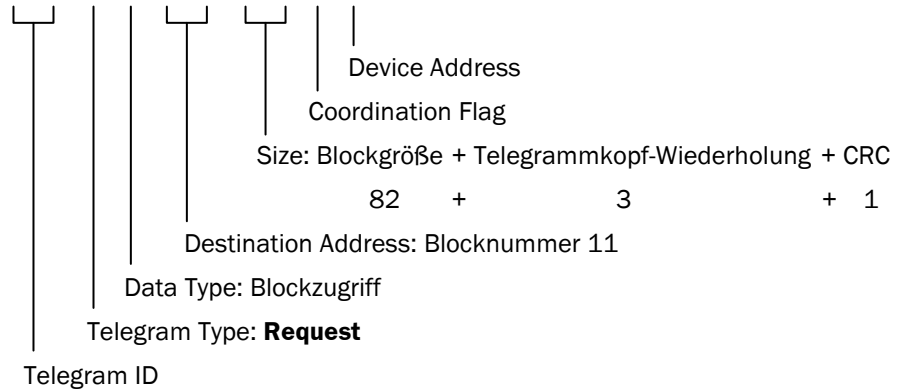 Device Address
Coordination Flag
Size: Blockgröße + Telegrammkopf-Wiederholung + CRC
82 + 3 + 1
Destination Address: Blocknummer 11
Data Type: Blockzugriff
Telegram Type: Request
Telegram ID